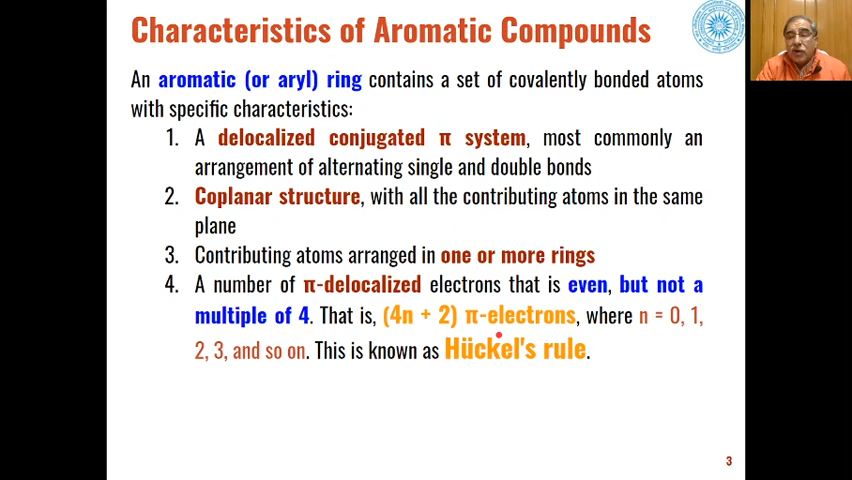 Characteristics of Aromatic Compounds
An aromatic (or aryl) ring contains a set of covalently bonded atoms
with specific characteristics:
1. A delocalized conjugated π system, most commonly an
arrangement of alternating single and double bonds
2. Coplanar structure, with all the contributing atoms in the same
plane
3. Contributing atoms arranged in one or more rings
4. A number of π-delocalized electrons that is even, but not a
multiple of 4. That is, (4n + 2) π-electrons, where n = 0, 1,
2, 3, and so on. This is known as Hückel's rule.
3